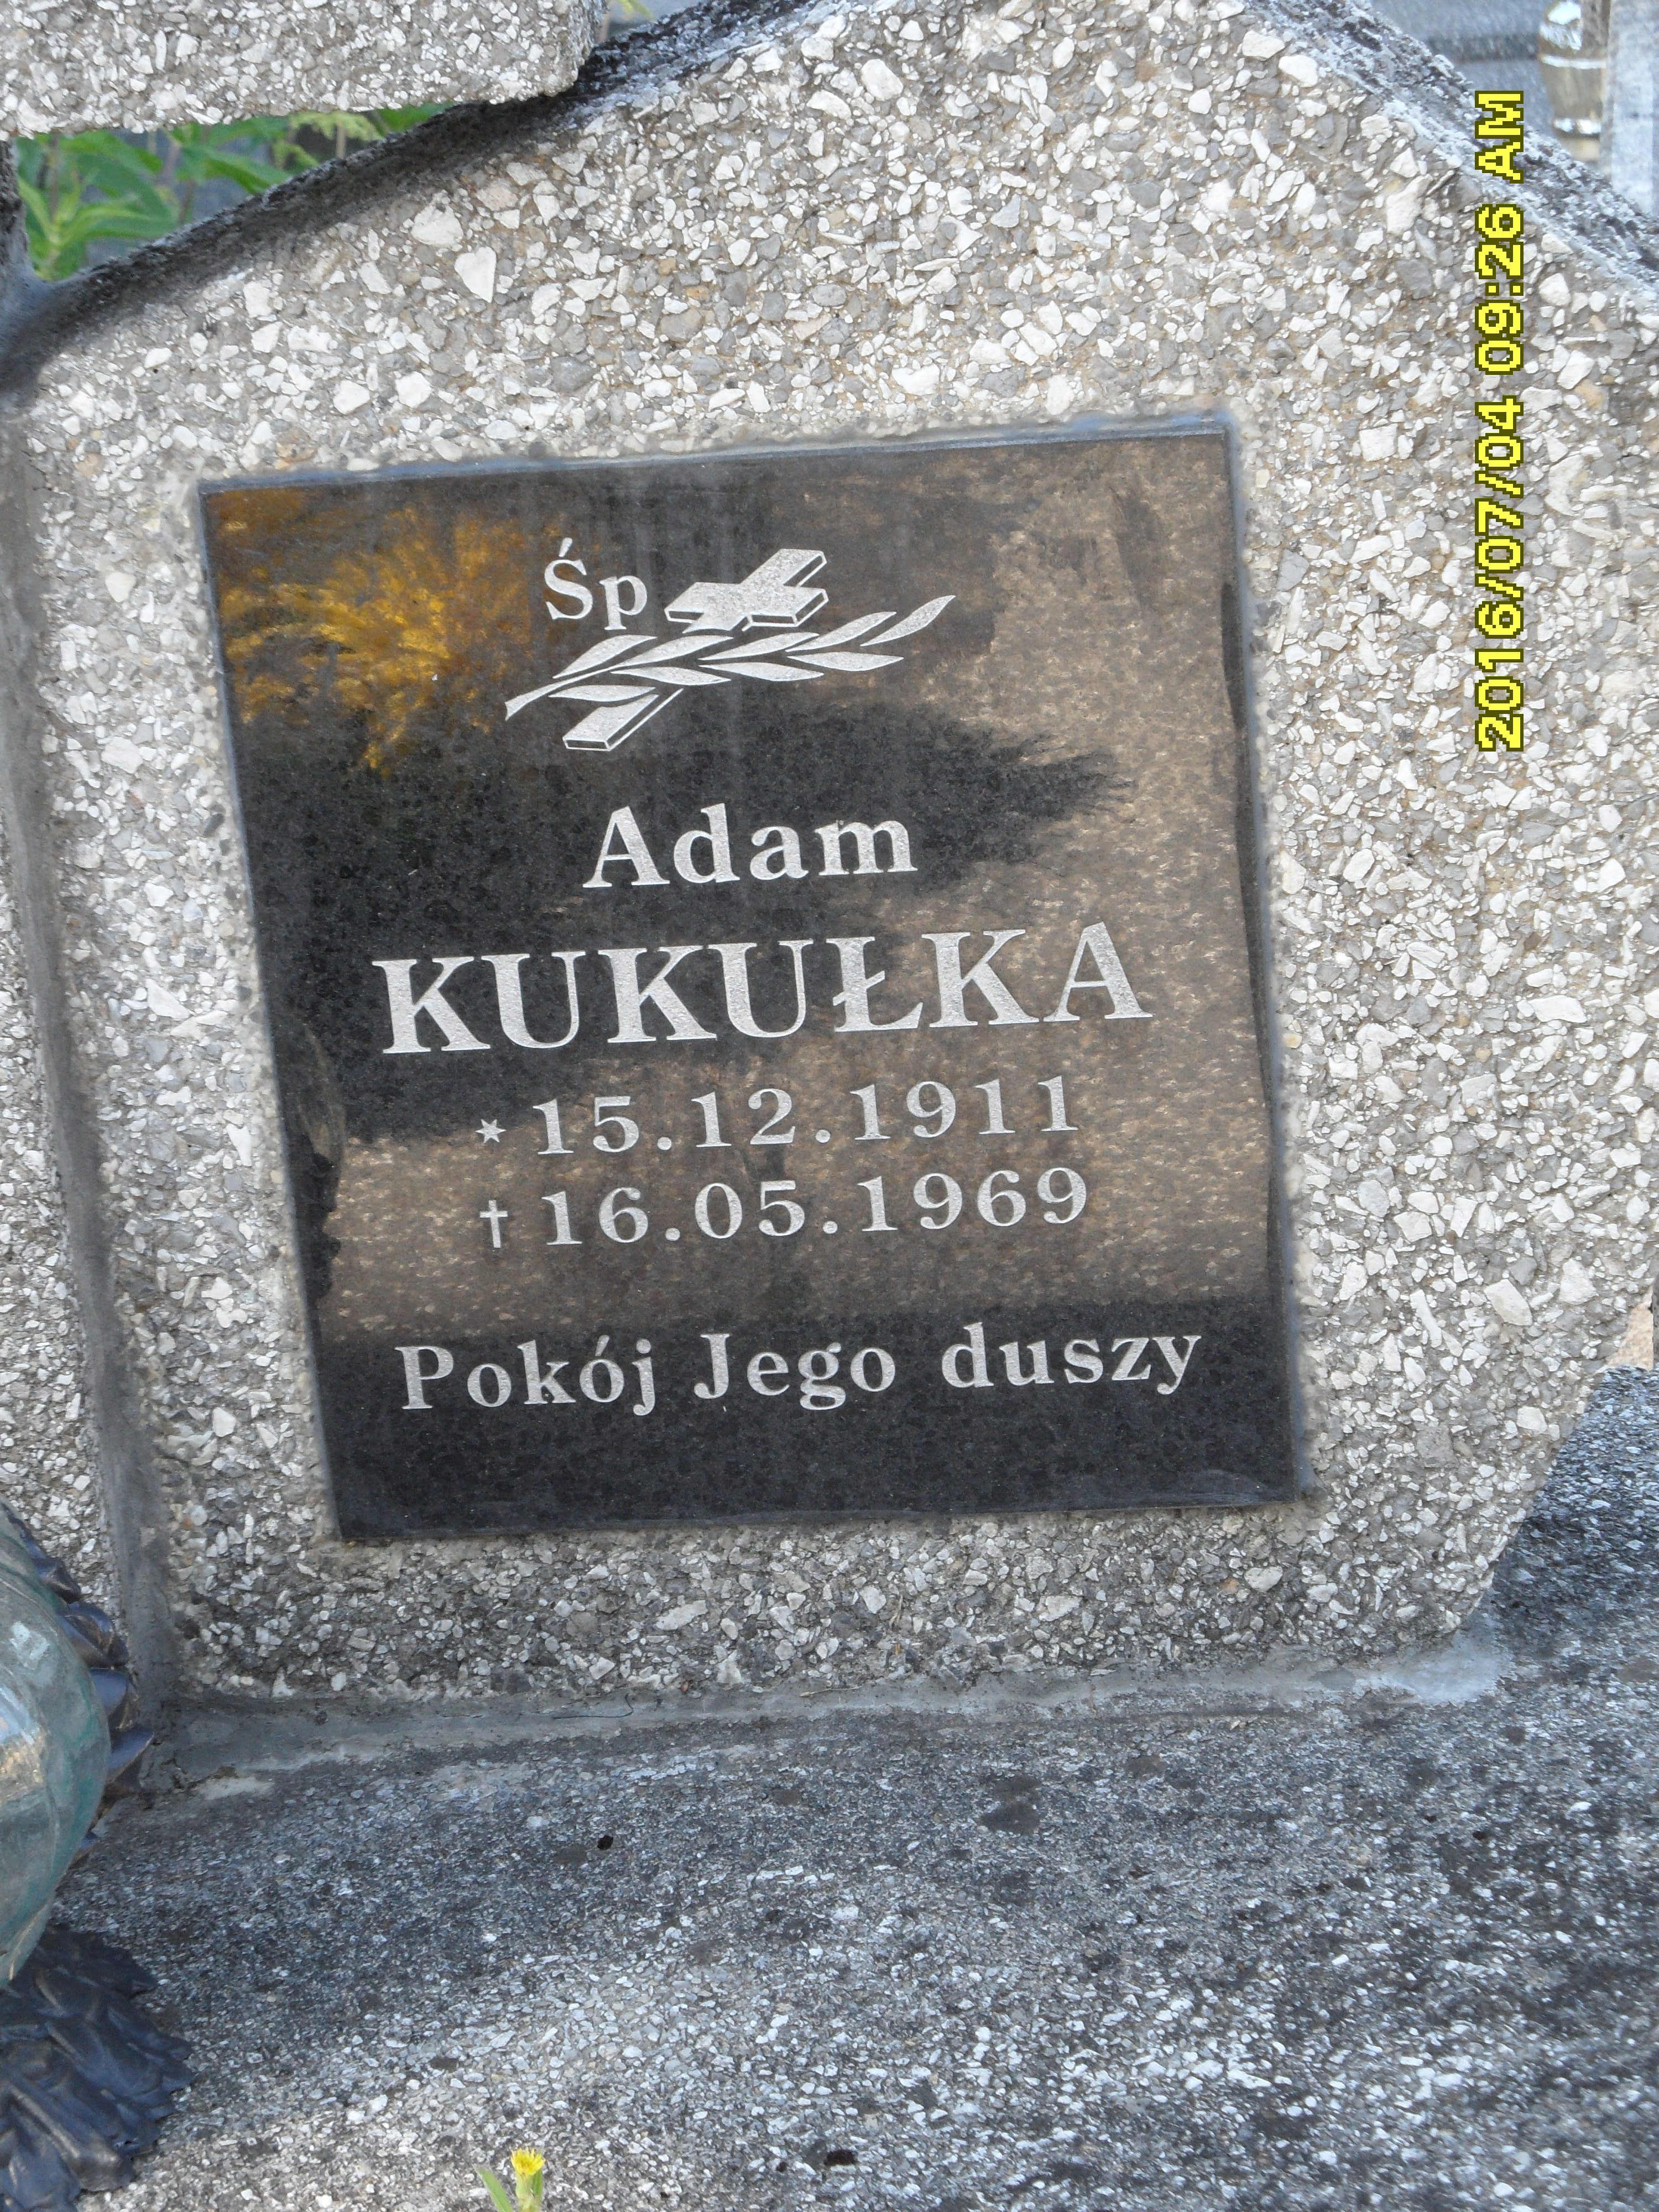 Śp
Adam
KUKUŁKA
* 15.12.1911
† 16.05.1969
Pokój Jego duszy
2016/07/04 09:26 AM